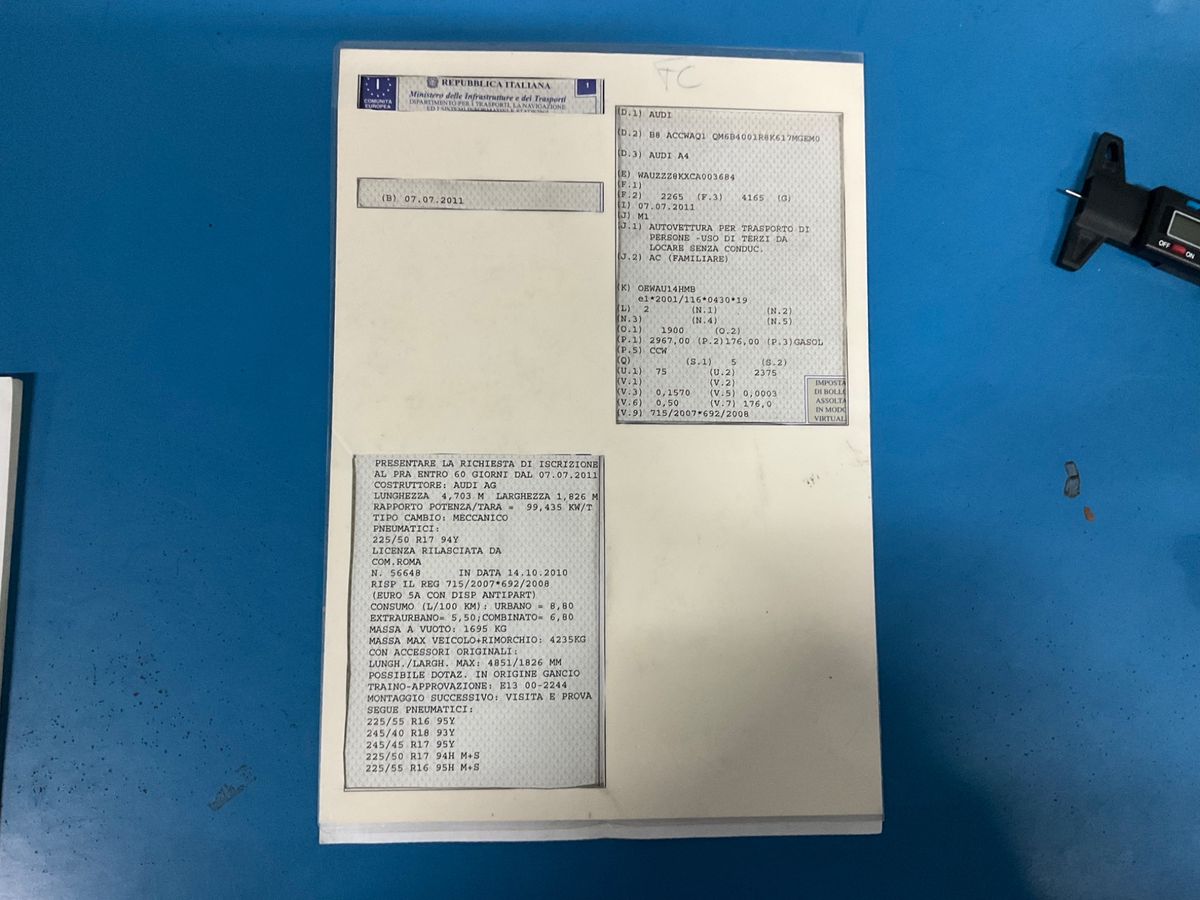 I
COMUNITÀ
EUROPEA
REPUBBLICA ITALIANA
Ministero delle Infrastrutture e dei Trasporti
DIPARTIMENTO PER I TRASPORTI, LA NAVIGAZIONE
1
(B) 07.07.2011
PRESENTARE LA RICHIESTA DI ISCRIZIONE
AL PRA ENTRO 60 GIORNI DAL 07.07.2011
COSTRUTTORE: AUDI AG
LUNGHEZZA 4,703 M LARGHEZZA 1,826 M
RAPPORTO POTENZA/TARA = 99,435 KW/T
TIPO CAMBIO: MECCANICO
PNEUMATICI:
225/50 R17 94Y
LICENZA RILASCIATA DA
COM.ROMA
N. 56648 IN DATA 14.10.2010
RISP IL REG 715/2007*692/2008
(EURO 5A CON DISP ANTIPART)
CONSUMO (L/100 KM): URBANO = 8,80
EXTRAURBANO= 5,50;COMBINATO= 6,80
MASSA A VUOTO: 1695 KG
MASSA MAX VEICOLO+RIMORCHIO: 4235KG
CON ACCESSORI ORIGINALI:
LUNGH./LARGH. MAX: 4851/1826 MM
POSSIBILE DOTAZ. IN ORIGINE GANCIO
TRAINO-APPROVAZIONE: E13 00-2244
MONTAGGIO SUCCESSIVO: VISITA E PROVA
SEGUE PNEUMATICI:
225/55 R16 95Y
245/40 R18 93Y
245/45 R17 95Y
225/50 R17 94H M+S
225/55 R16 95H M+S
FC
(D.1) AUDI
(D.2) B8 ACCWAQ1 QM6B4001R8K617MGEM0
(D.3) AUDI A4
(E) WAUZZZ8KXCA003684
(F.1)
(F.2) 2265 (F.3) 4165 (G)
(I) 07.07.2011
(J) M1
(J.1) AUTOVETTURA PER TRASPORTO DI
PERSONE -USO DI TERZI DA
LOCARE SENZA CONDUC.
(J.2) AC (FAMILIARE)
(K) OEWAU14HMB
e1*2001/116*0430*19
(L) 2 (N.1) (N.2)
(N.3) (N.4) (N.5)
(O.1) 1900 (O.2)
(P.1) 2967,00 (P.2)176,00 (P.3)GASOL
(P.5) CCW
(Q) (S.1) 5 (S.2)
(U.1) 75 (U.2) 2375
(V.1) (V.2)
(V.3) 0,1570 (V.5) 0,0003
(V.6) 0,50 (V.7) 176,0
(V.9) 715/2007*692/2008
IMPOSTA
DI BOLLO
ASSOLTA
IN MODO
VIRTUAL
OFF ON